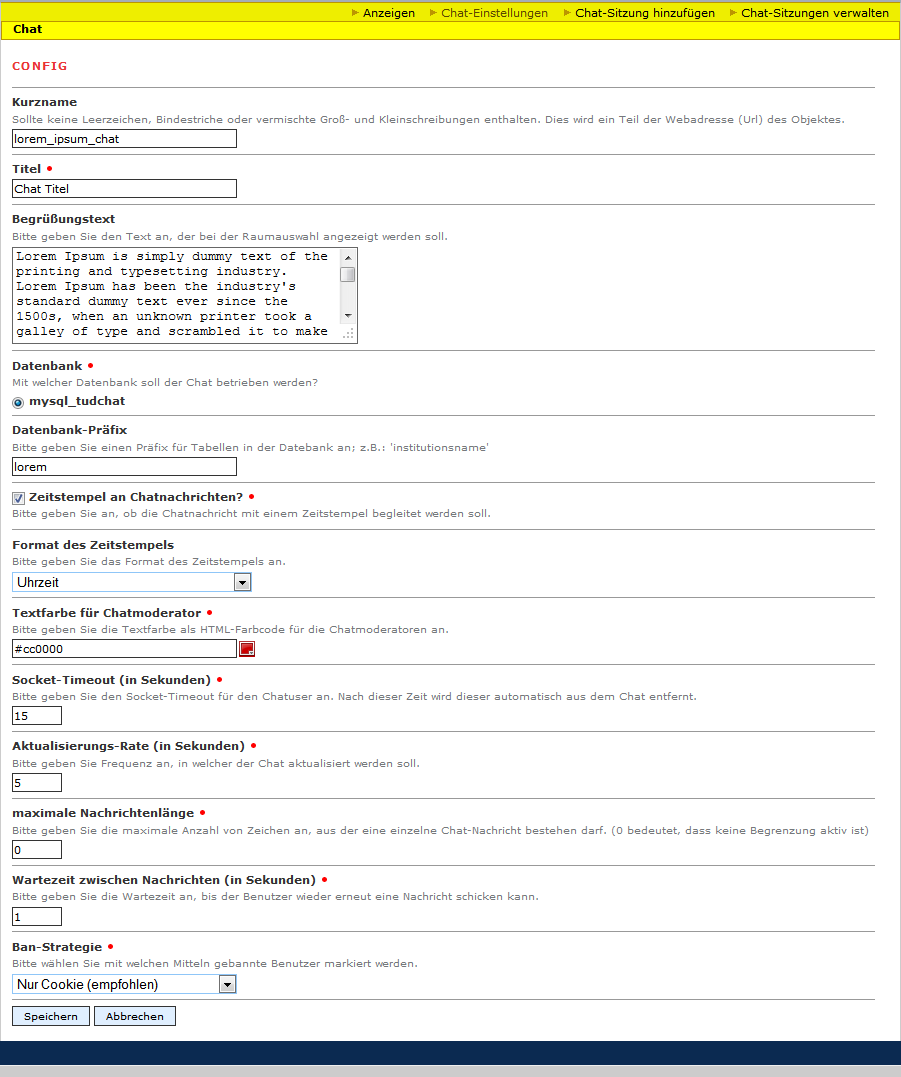 Anzeigen Chat-Einstellungen Chat-Sitzung hinzufügen Chat-Sitzungen verwalten
Chat
CONFIG
Kurzname
Sollte keine Leerzeichen, Bindestriche oder vermischte Groß- und Kleinschreibungen enthalten. Dies wird ein Teil der Webadresse (Url) des Objektes.
lorem_ipsum_chat
Titel
Chat Titel
Begrüßungstext
Bitte geben Sie den Text an, der bei der Raumauswahl angezeigt werden soll.
Lorem Ipsum is simply dummy text of the
printing and typesetting industry.
Lorem Ipsum has been the industry's
standard dummy text ever since the
1500s, when an unknown printer took a
galley of type and scrambled it to make
Datenbank
Mit welcher Datenbank soll der Chat betrieben werden?
mysql_tudchat
Datenbank-Präfix
Bitte geben Sie einen Präfix für Tabellen in der Datebank an; z.B.: 'institutionsname'
lorem
Zeitstempel an Chatnachrichten?
Bitte geben Sie an, ob die Chatnachricht mit einem Zeitstempel begleitet werden soll.
Format des Zeitstempels
Bitte geben Sie das Format des Zeitstempels an.
Uhrzeit
Textfarbe für Chatmoderator
Bitte geben Sie die Textfarbe als HTML-Farbcode für die Chatmoderatoren an.
#cc0000
Socket-Timeout (in Sekunden)
Bitte geben Sie den Socket-Timeout für den Chatuser an. Nach dieser Zeit wird dieser automatisch aus dem Chat entfernt.
15
Aktualisierungs-Rate (in Sekunden)
Bitte geben Sie Frequenz an, in welcher der Chat aktualisiert werden soll.
5
maximale Nachrichtenlänge
Bitte geben Sie die maximale Anzahl von Zeichen an, aus der eine einzelne Chat-Nachricht bestehen darf. (0 bedeutet, dass keine Begrenzung aktiv ist)
0
Wartezeit zwischen Nachrichten (in Sekunden)
Bitte geben Sie die Wartezeit an, bis der Benutzer wieder erneut eine Nachricht schicken kann.
1
Ban-Strategie
Bitte wählen Sie mit welchen Mitteln gebannte Benutzer markiert werden.
Nur Cookie (empfohlen)
Speichern Abbrechen